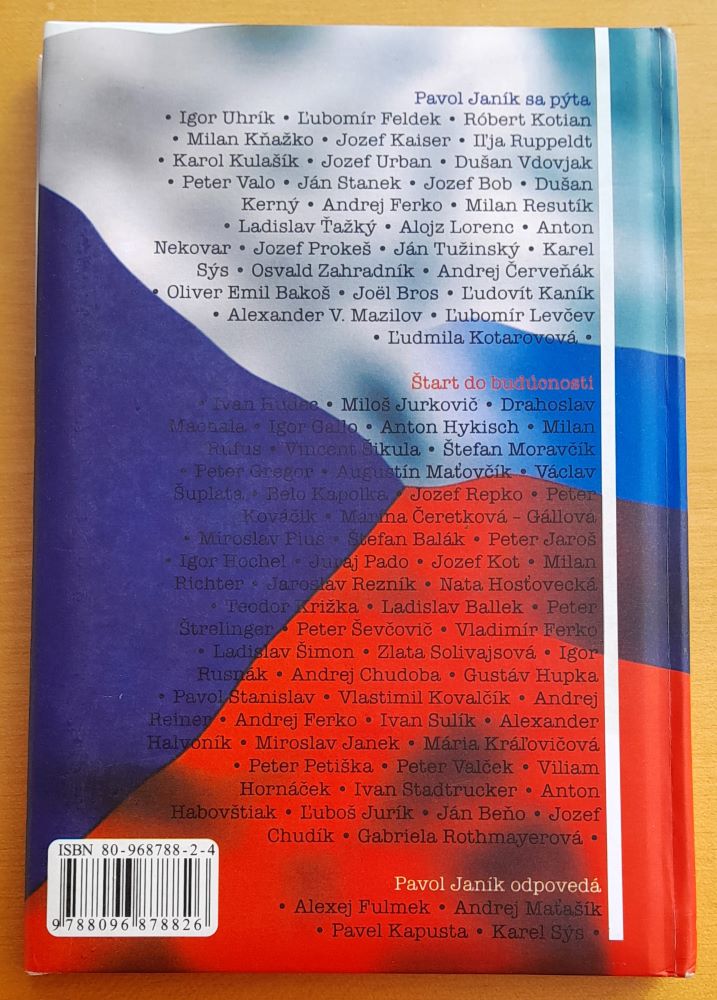 Pavol Janík sa pýta
• Igor Uhrík • Ľubomír Feldek • Róbert Kotian
• Milan Kňažko • Jozef Kaiser • Iľja Ruppeldt
• Karol Kulašík • Jozef Urban • Dušan Vdovjak
• Peter Valo • Ján Stanek • Jozef Bob • Dušan
Kerný • Andrej Ferko • Milan Resutík
• Ladislav Ťažký • Alojz Lorenc • Anton
Nekovar • Jozef Prokeš • Ján Tužinský • Karel
Sýs • Osvald Zahradník • Andrej Červeňák
• Oliver Emil Bakoš • Joël Bros • Ľudovít Kaník
• Alexander V. Mazilov • Ľubomír Levčev
• Ľudmila Kotarovová •
Štart do budúcnosti
• Ivan Hudec • Miloš Jurkovič • Drahoslav
Machala • Igor Gallo • Anton Hykisch • Milan
Rufus • Vincent Šikula • Štefan Moravčík
• Peter Gregor • Augustín Maťovčík • Václav
Šuplata • Belo Kapolka • Jozef Repko • Peter
Kováčik • Marína Čeretková – Gállová
• Miroslav Pius • Štefan Balák • Peter Jaroš
• Igor Hochel • Juraj Pado • Jozef Kot • Milan
Richter • Jaroslav Rezník • Nata Hosťovecká
• Teodor Križka • Ladislav Ballek • Peter
Štrelinger • Peter Ševčovič • Vladimír Ferko
• Ladislav Šimon • Zlata Solivajsová • Igor
Rusnák • Andrej Chudoba • Gustáv Hupka
• Pavol Stanislav • Vlastimil Kovalčík • Andrej
Reiner • Andrej Ferko • Ivan Sulík • Alexander
Halvoník • Miroslav Janek • Mária Kráľovičová
• Peter Petiška • Peter Valček • Viliam
Hornáček • Ivan Stadtrucker • Anton
Habovštiak • Ľuboš Jurík • Ján Beňo • Jozef
Chudík • Gabriela Rothmayerová •
Pavol Janík odpovedá
• Alexej Fulmek • Andrej Maťašík
• Pavel Kapusta • Karel Sýs •
ISBN 80-968788-2-4
9 788096 878826